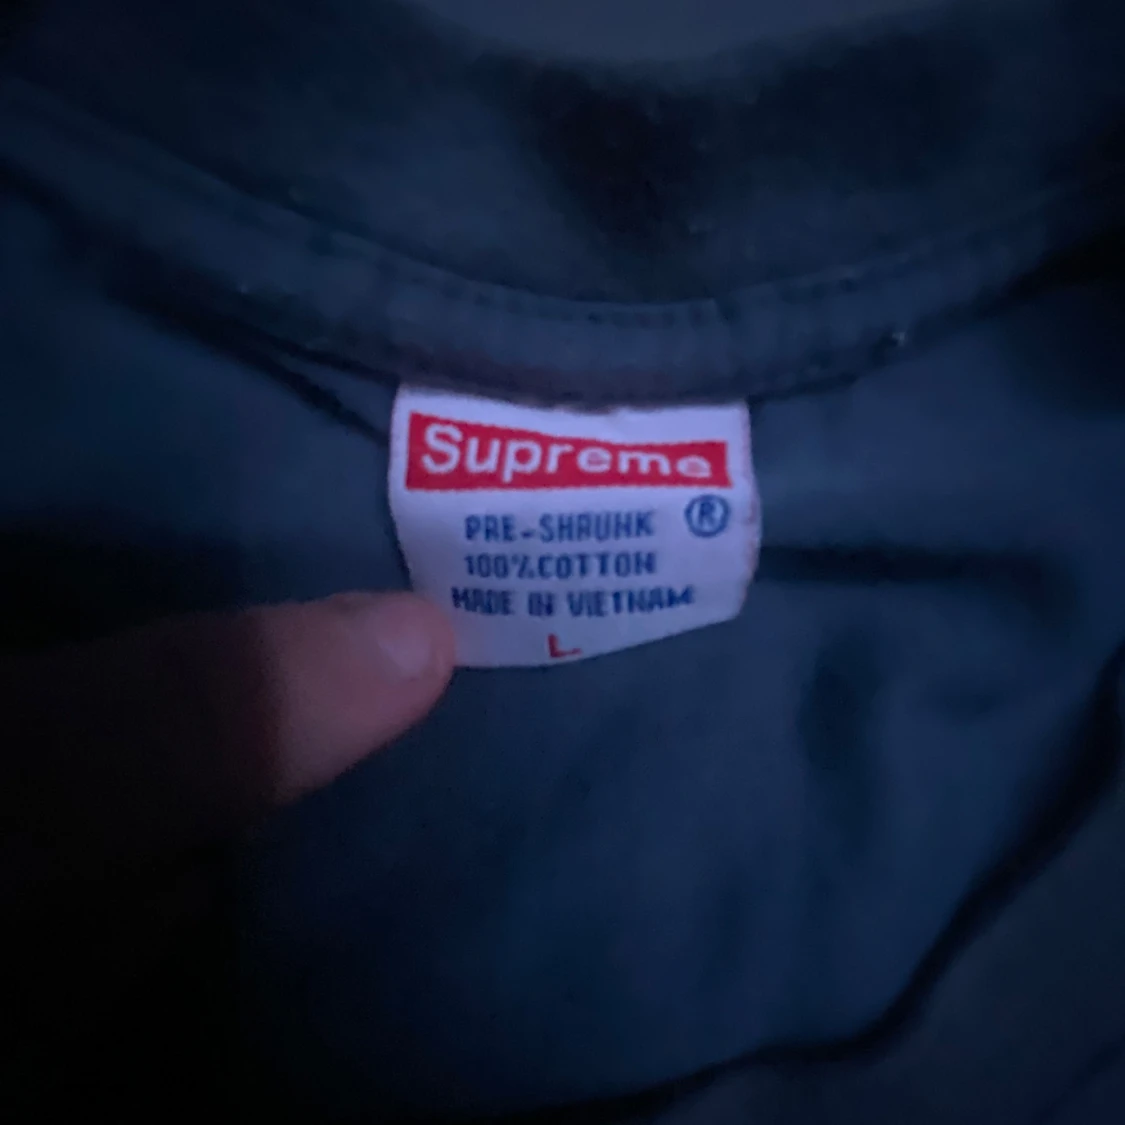 Supreme
®
PRE-SHRUNK
100%COTTON
MADE IN VIETNAM
L